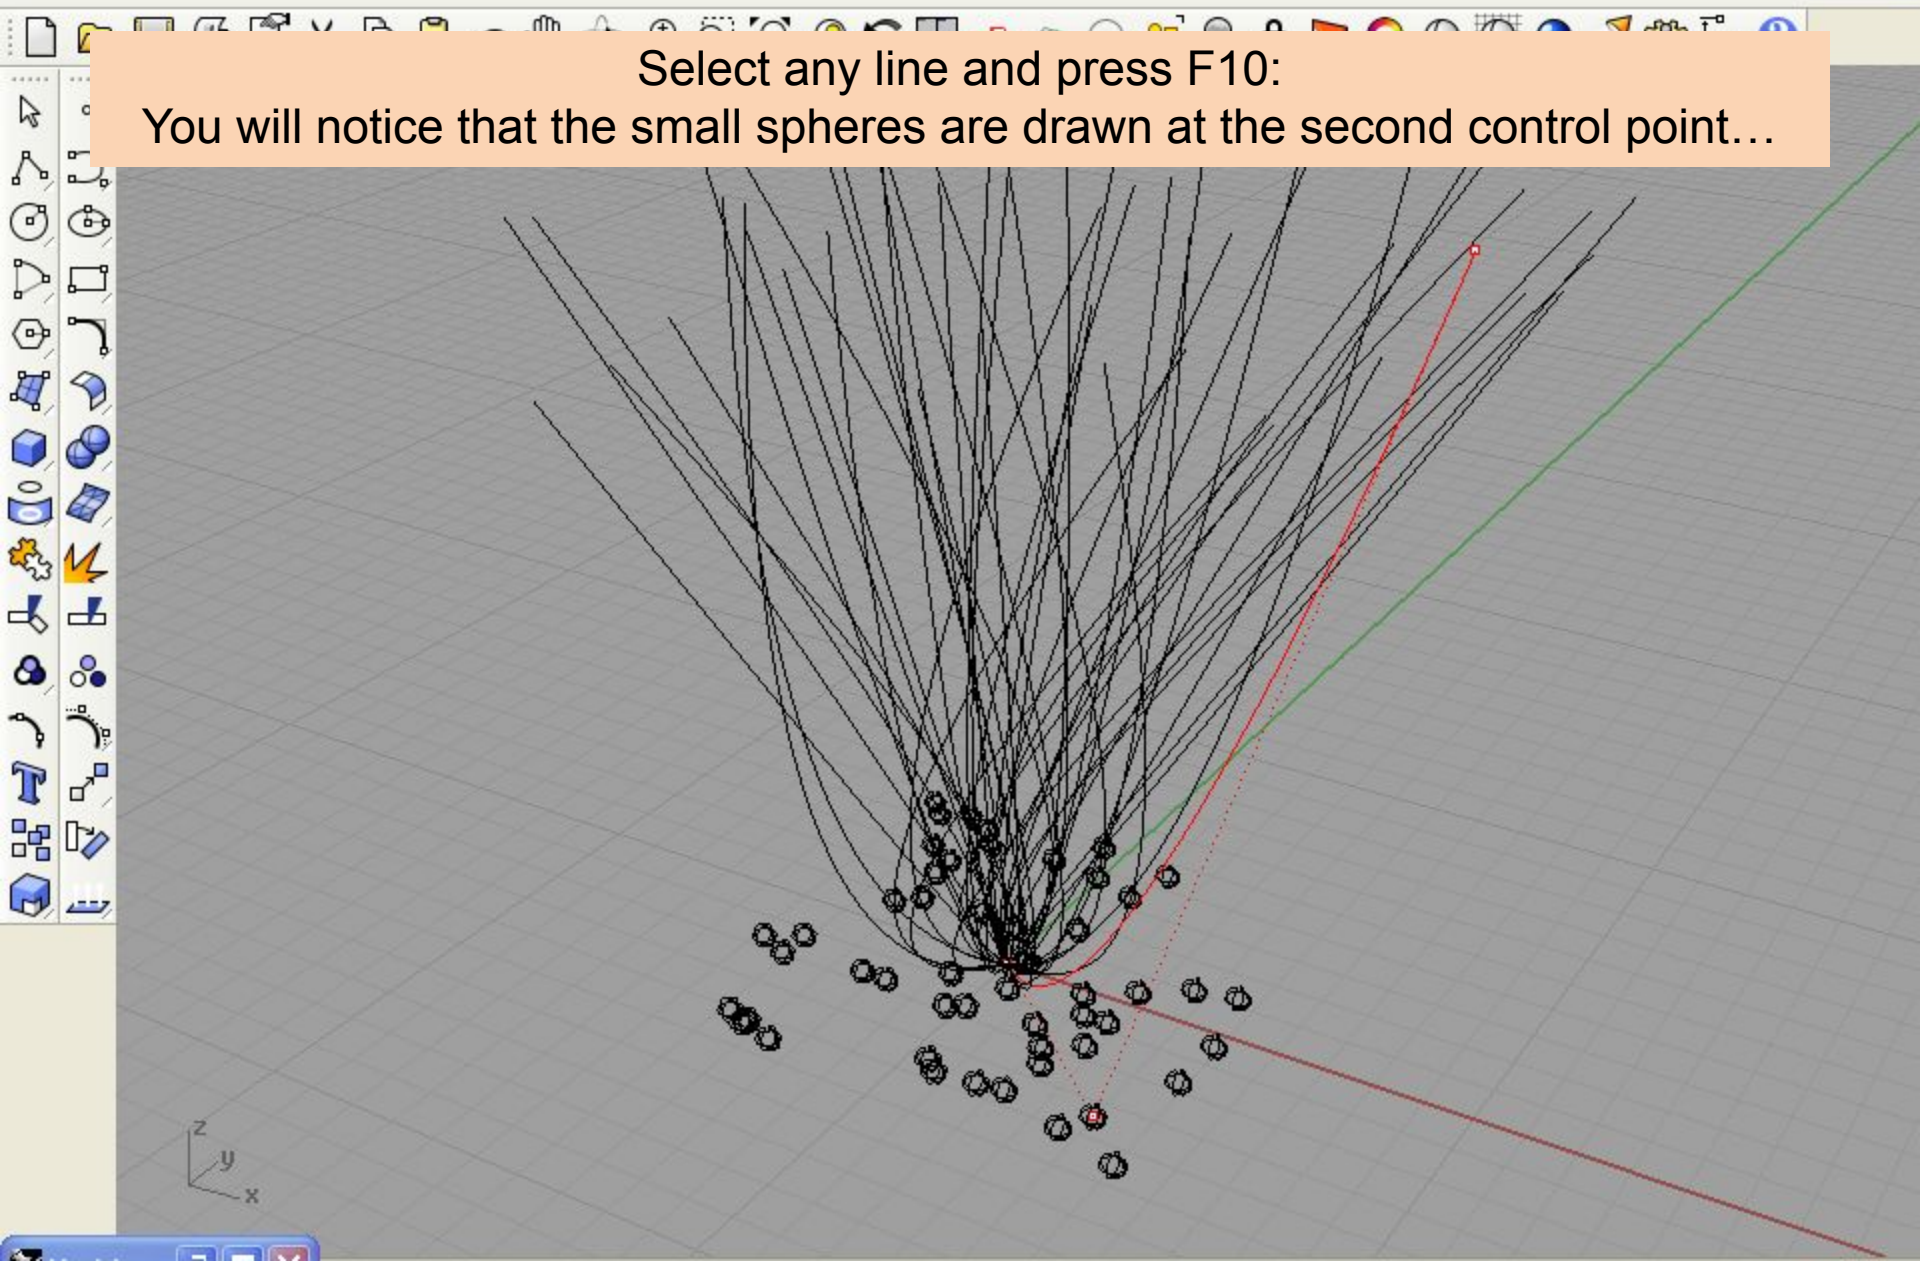 Select any line and press F10:
You will notice that the small spheres are drawn at the second control point…
z
y
x